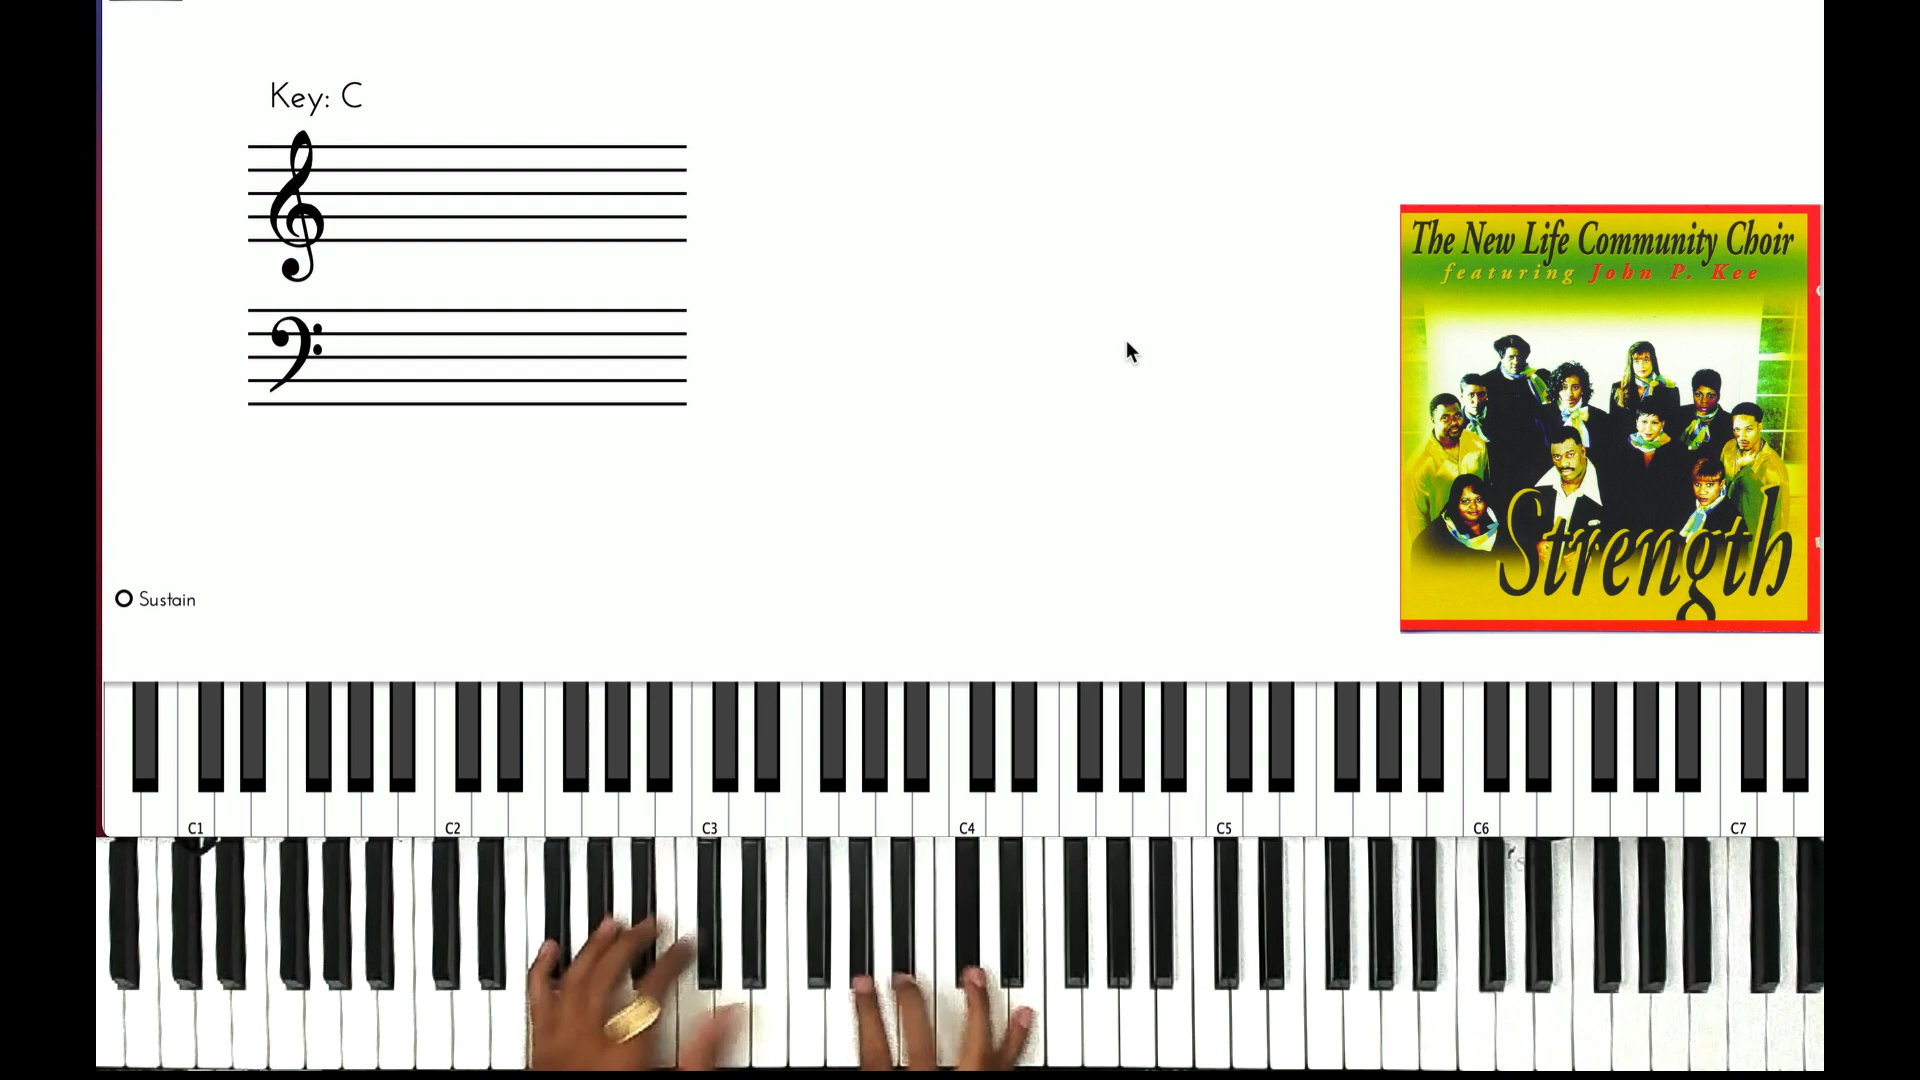 Key: C
The New Life Community Choir
featuring John P. Kee
Strength
Sustain
C1 C2 C3 C4 C5 C6 C7